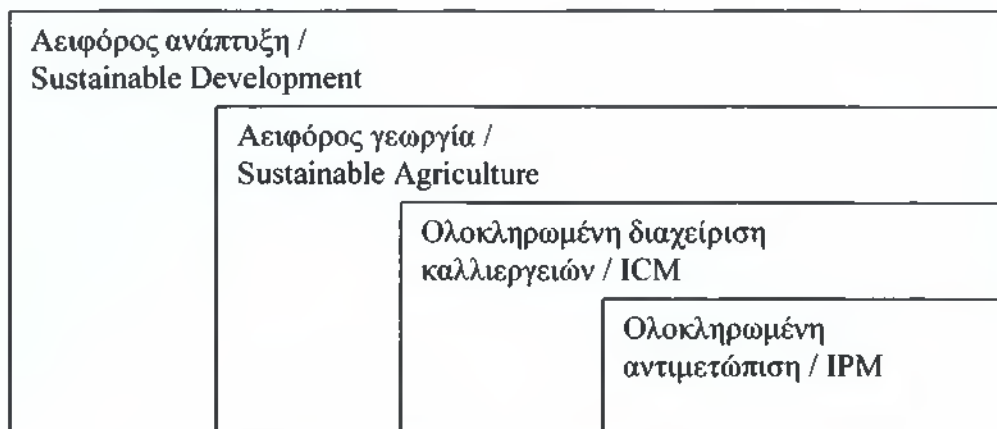 Αειφόρος ανάπτυξη /
Sustainable Development
Αειφόρος γεωργία /
Sustainable Agriculture
Ολοκληρωμένη διαχείριση
καλλιεργειών / ICM
Ολοκληρωμένη
αντιμετώπιση / IPM